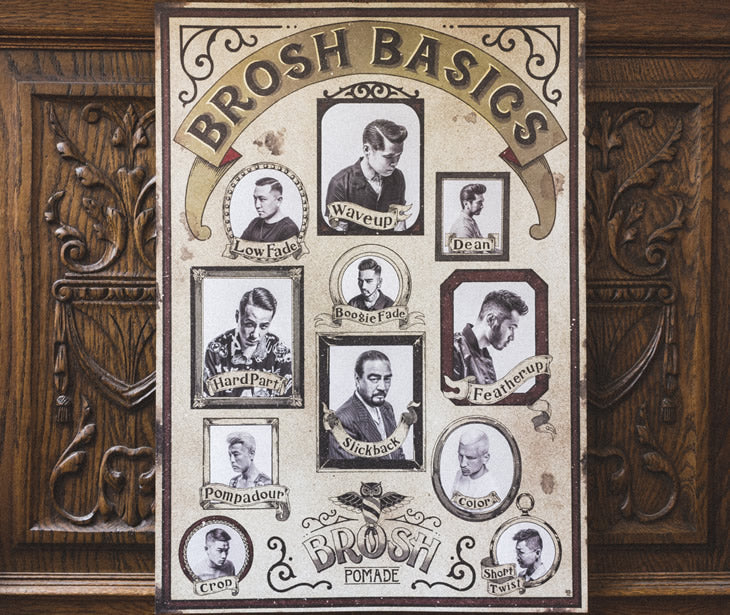 BROSH BASICS
Waveup
Low Fade
Dean
Boogie Fade
Hard Part
Featherup
Slickback
Pompadour
Color
BROSH
POMADE
Crop
Short
Twist